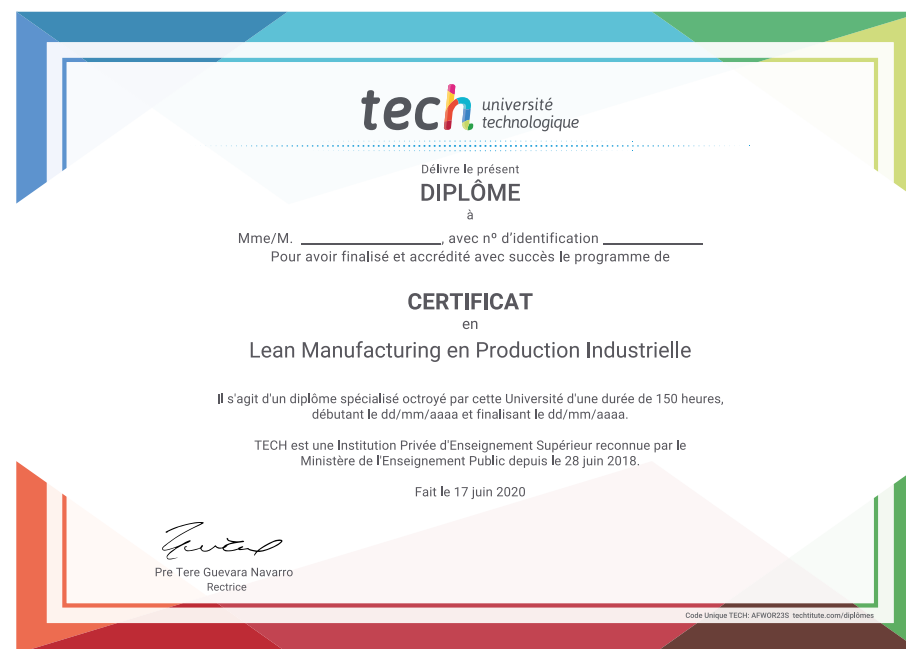 tech université
technologique
Délivre le présent
DIPLÔME
à
Mme/M. ____________________, avec nº d'identification ______________
Pour avoir finalisé et accrédité avec succès le programme de
CERTIFICAT
en
Lean Manufacturing en Production Industrielle
Il s'agit d'un diplôme spécialisé octroyé par cette Université d'une durée de 150 heures,
débutant le dd/mm/aaaa et finalisant le dd/mm/aaaa.
TECH est une Institution Privée d'Enseignement Supérieur reconnue par le
Ministère de l'Enseignement Public depuis le 28 juin 2018.
Fait le 17 juin 2020
Pre Tere Guevara Navarro
Rectrice
Code Unique TECH: AFWOR23S techtitute.com/diplômes